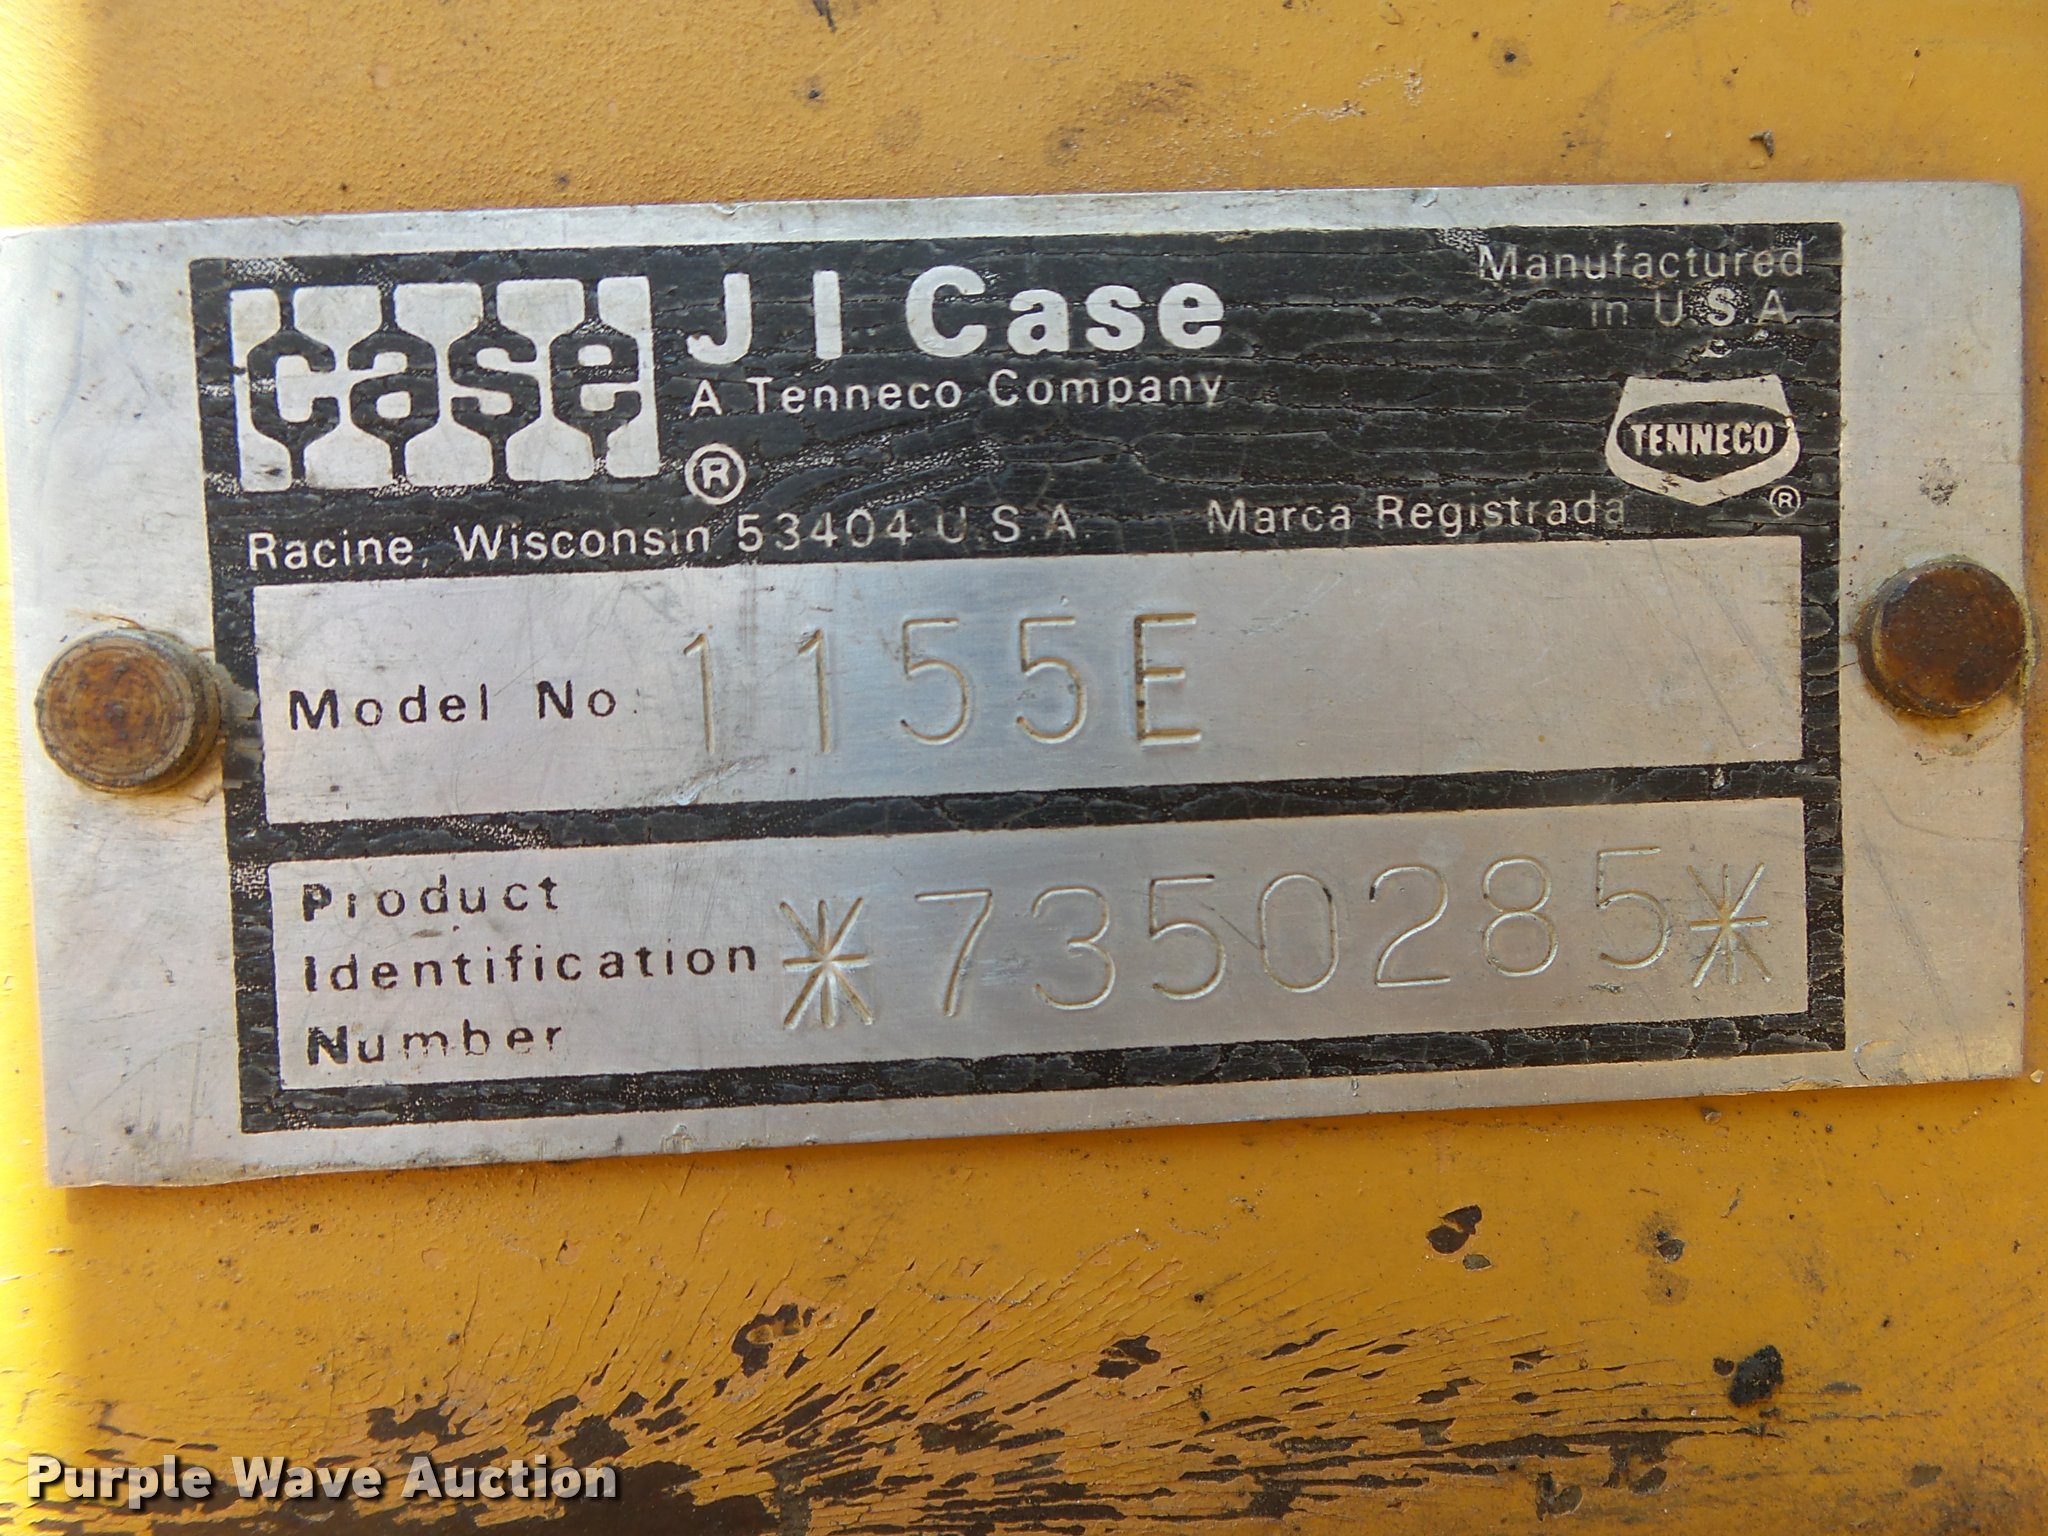 case
J I Case
A Tenneco Company
®
Manufactured
in U.S.A.
TENNECO
®
Racine, Wisconsin 53404 U.S.A.
Marca Registrada
Model No. 1155E
Product
Identification
Number
*7350285*
Purple Wave Auction